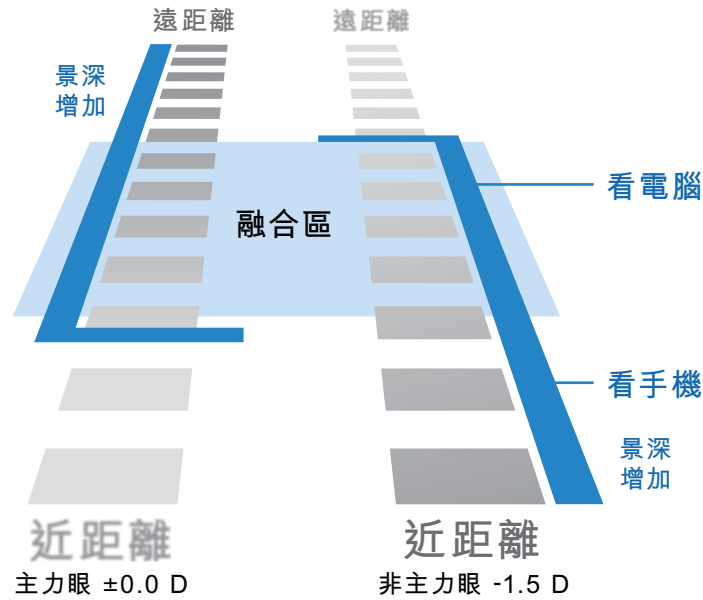 遠距離
遠距離
景深
增加
看電腦
融合區
看手機
景深
增加
近距離
近距離
主力眼 ±0.0 D
非主力眼 -1.5 D